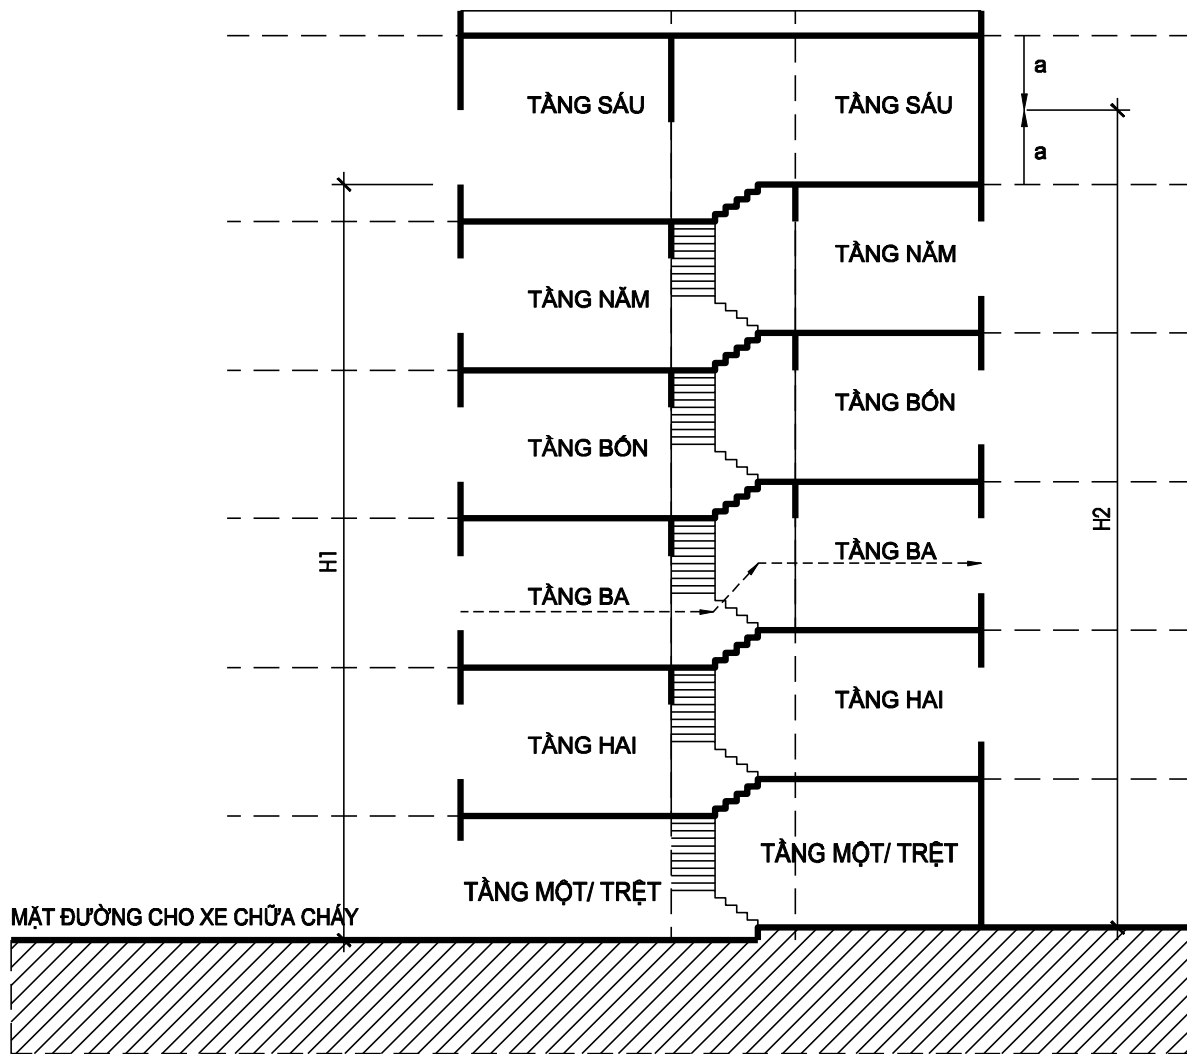 a
TẦNG SÁU
TẦNG SÁU
a
TẦNG NĂM
TẦNG NĂM
TẦNG BỐN
TẦNG BỐN
H2
TẦNG BA
H1
TẦNG BA
TẦNG HAI
TẦNG HAI
TẦNG MỘT/ TRỆT
TẦNG MỘT/ TRỆT
MẶT ĐƯỜNG CHO XE CHỮA CHÁY